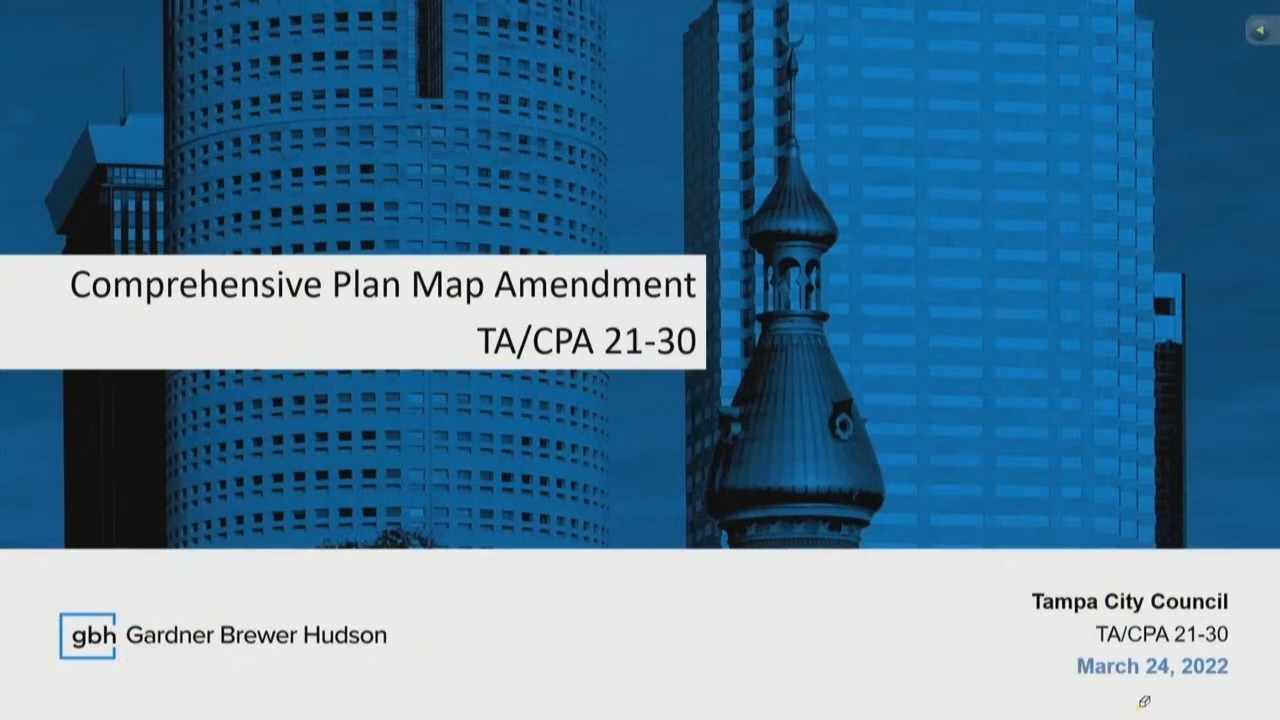 Comprehensive Plan Map Amendment
TA/CPA 21-30
gbh Gardner Brewer Hudson
Tampa City Council
TA/CPA 21-30
March 24, 2022